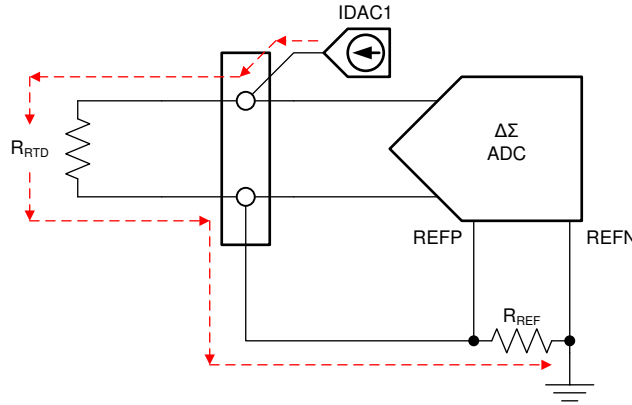 IDAC1
R_RTD
ΔΣ
ADC
REFP
REFN
R_REF